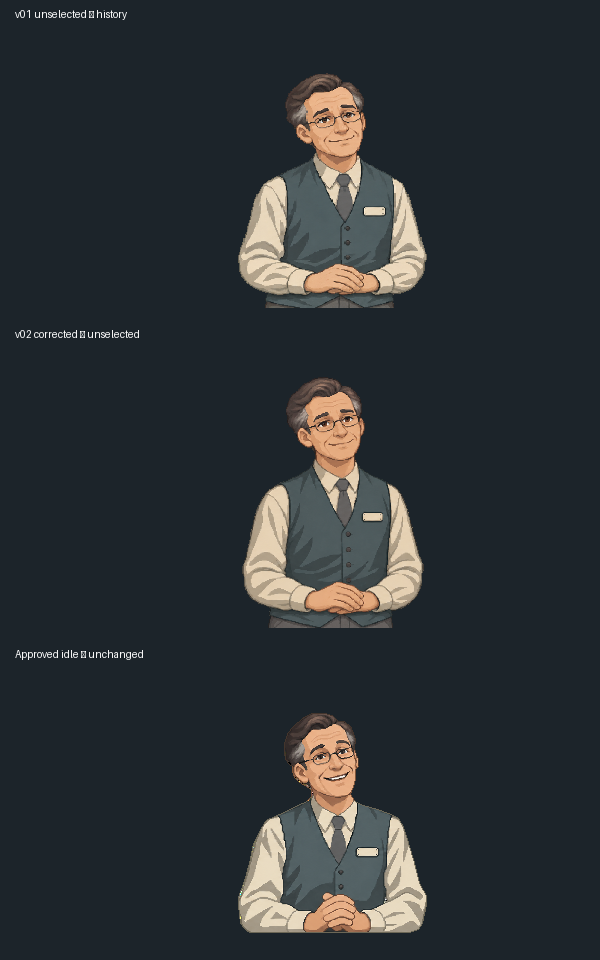 v01 unselected ☒ history
v02 corrected ☒ unselected
Approved idle ☒ unchanged